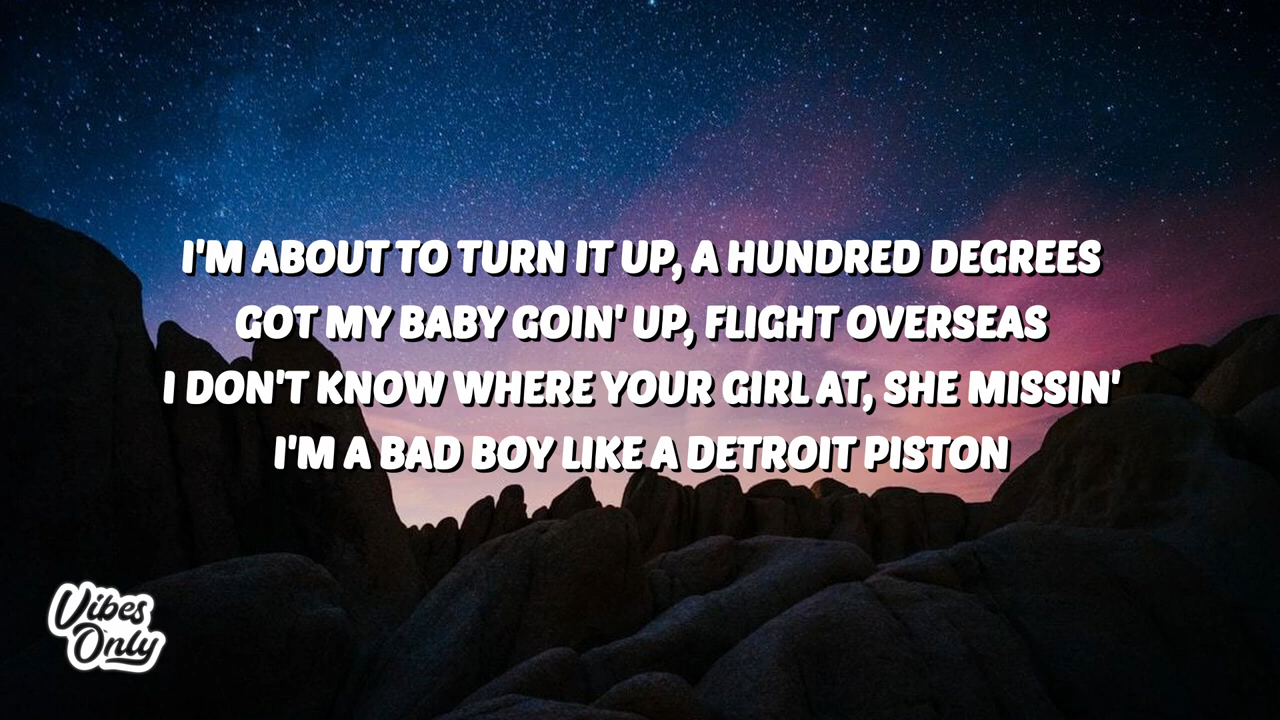 I'M ABOUT TO TURN IT UP, A HUNDRED DEGREES
GOT MY BABY GOIN' UP, FLIGHT OVERSEAS
I DON'T KNOW WHERE YOUR GIRL AT, SHE MISSIN'
I'M A BAD BOY LIKE A DETROIT PISTON
Vibes
Only